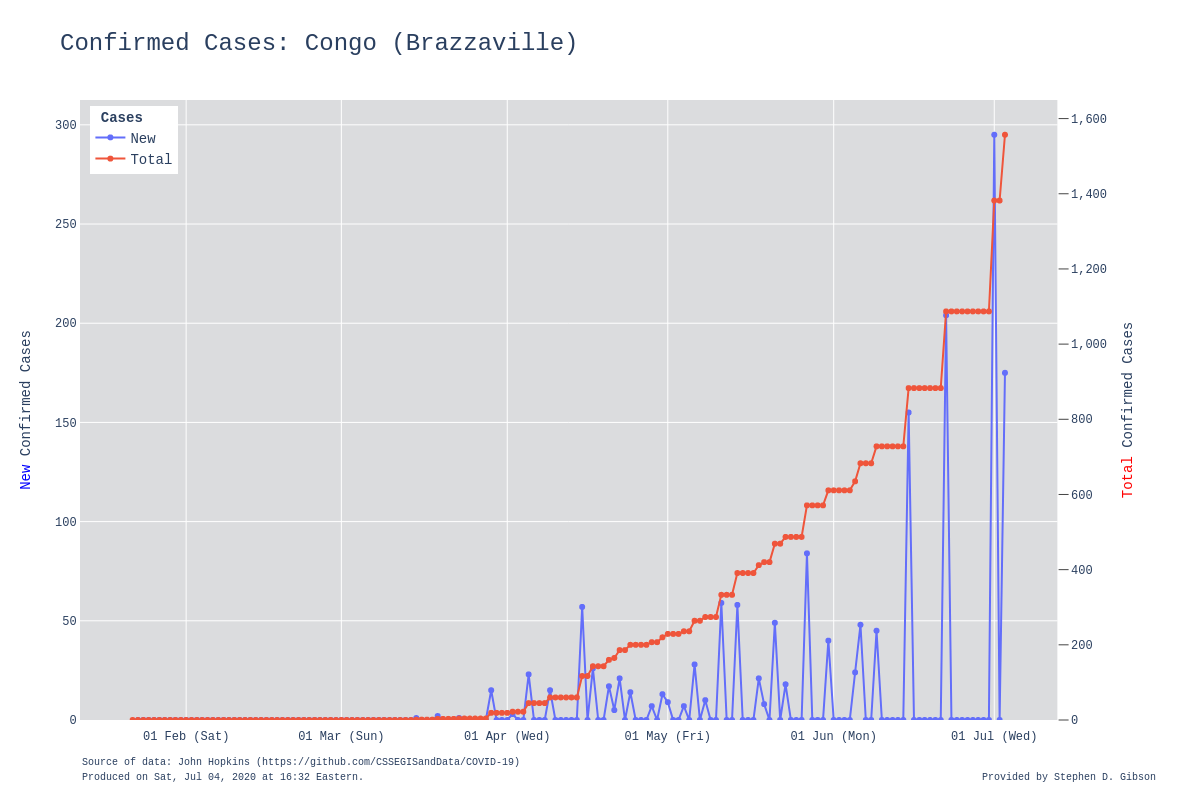 Confirmed Cases: Congo (Brazzaville)
Cases
New
Total
300
250
200
150
100
50
0
1,600
1,400
1,200
1,000
800
600
400
200
0
New Confirmed Cases
Total Confirmed Cases
01 Feb (Sat)
01 Mar (Sun)
01 Apr (Wed)
01 May (Fri)
01 Jun (Mon)
01 Jul (Wed)
Source of data: John Hopkins (https://github.com/CSSEGISandData/COVID-19)
Produced on Sat, Jul 04, 2020 at 16:32 Eastern.
Provided by Stephen D. Gibson